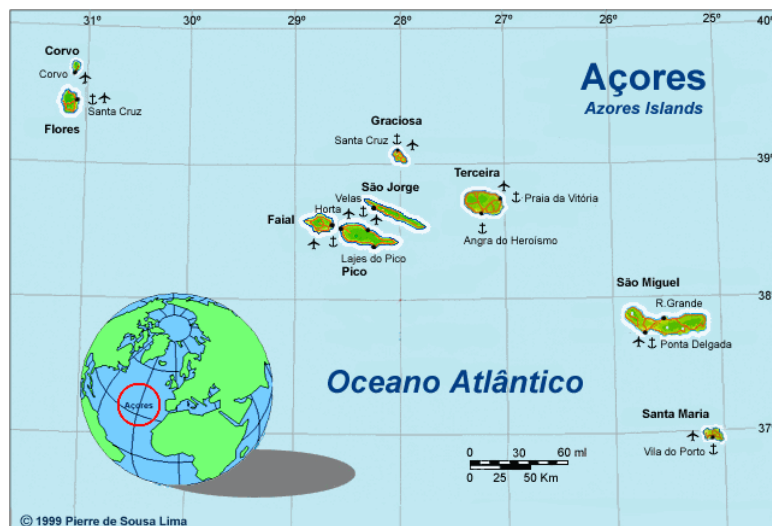 31º 30º 29º 28º 27º 26º 25º 40º
Corvo
Corvo
Santa Cruz
Flores
Açores
Azores Islands
Graciosa
Santa Cruz
39º
Terceira
São Jorge
Velas
Horta
Faial
Praia da Vitória
Angra do Heroísmo
Lajes do Pico
Pico
São Miguel
38º
R.Grande
Ponta Delgada
Oceano Atlântico
Açores
Santa Maria
37º
Vila do Porto
0 30 60 ml
0 25 50 Km
© 1999 Pierre de Sousa Lima